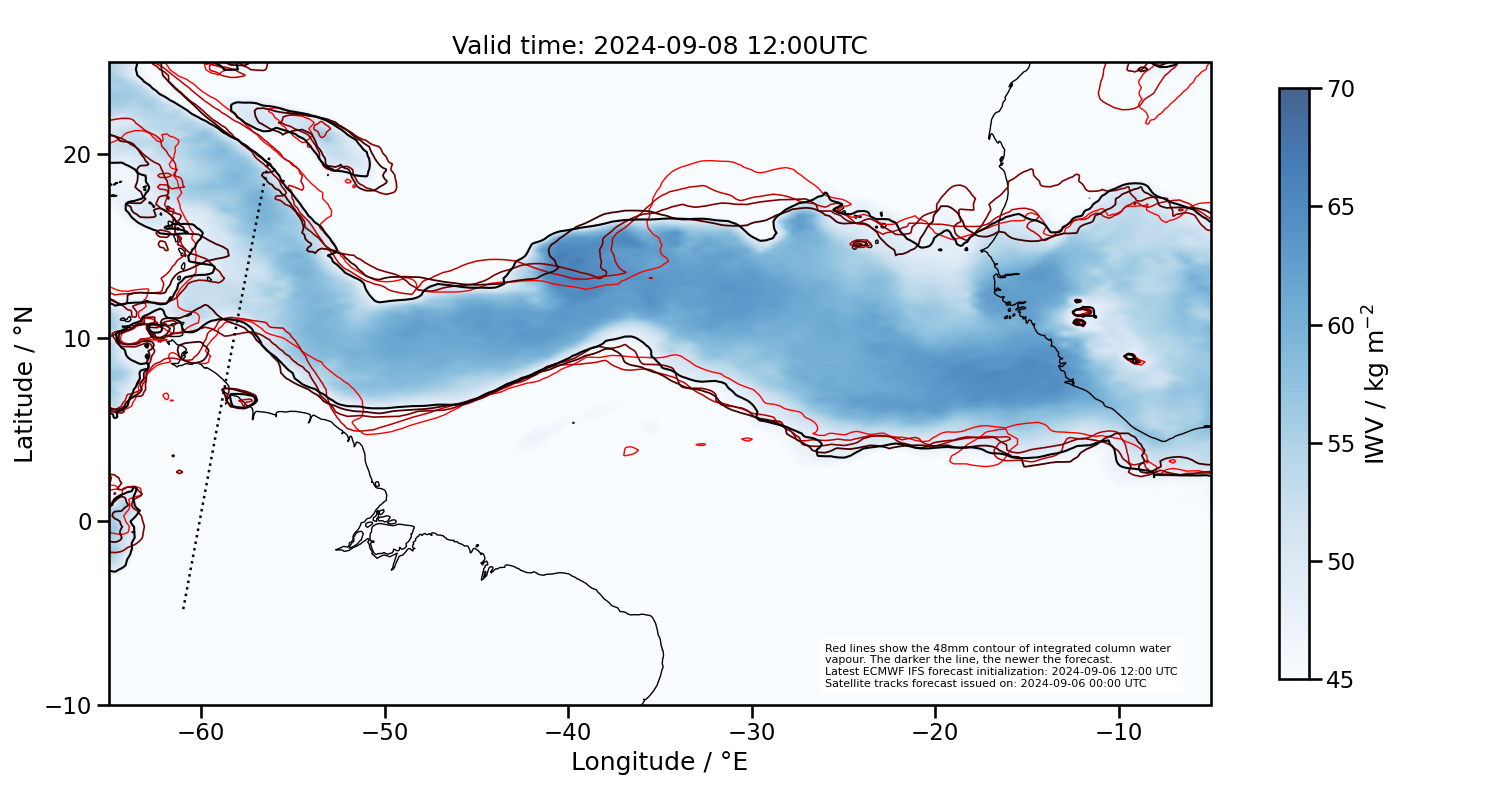 Valid time: 2024-09-08 12:00UTC
20
10
0
−10
Latitude / °N
−60
−50
−40
−30
−20
−10
Longitude / °E
70
65
60
55
50
45
IWV / kg m⁻²
Red lines show the 48mm contour of integrated column water
vapour. The darker the line, the newer the forecast.
Latest ECMWF IFS forecast initialization: 2024-09-06 12:00 UTC
Satellite tracks forecast issued on: 2024-09-06 00:00 UTC